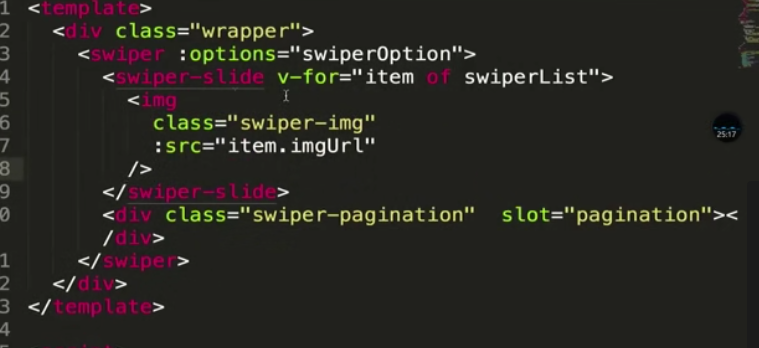 1 <template>
2   <div class="wrapper">
3     <swiper :options="swiperOption">
4       <swiper-slide v-for="item of swiperList">
5         <img
6           class="swiper-img"
7           :src="item.imgUrl"
8         />
9       </swiper-slide>
0       <div class="swiper-pagination"  slot="pagination"><
        /div>
1     </swiper>
2   </div>
3 </template>
4
25:17